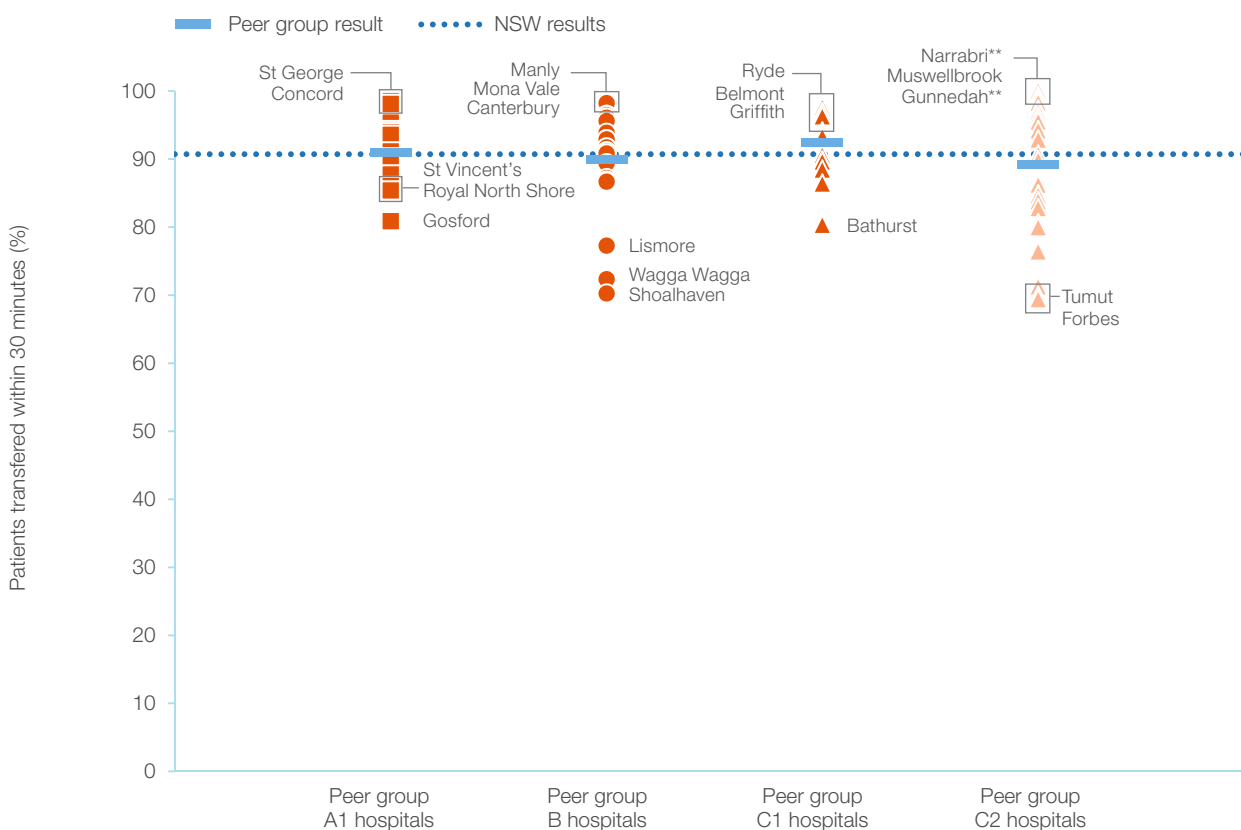 Peer group result
NSW results
Patients transfered within 30 minutes (%)
100
90
80
70
60
50
40
30
20
10
0
St George
Concord
St Vincent's
Royal North Shore
Gosford
Manly
Mona Vale
Canterbury
Lismore
Wagga Wagga
Shoalhaven
Ryde
Belmont
Griffith
Bathurst
Narrabri**
Muswellbrook
Gunnedah**
Tumut
Forbes
Peer group
A1 hospitals
Peer group
B hospitals
Peer group
C1 hospitals
Peer group
C2 hospitals